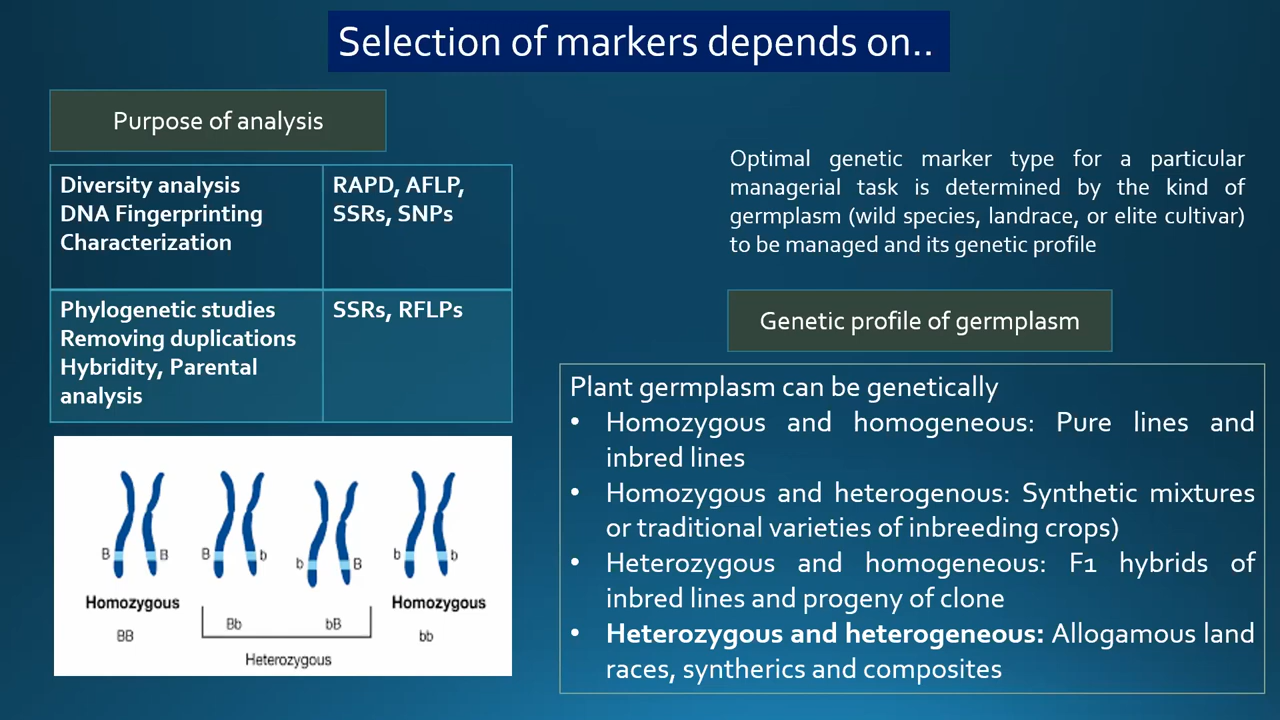 Selection of markers depends on..
Purpose of analysis
Diversity analysis
DNA Fingerprinting
Characterization
RAPD, AFLP,
SSRs, SNPs
Phylogenetic studies
Removing duplications
Hybridity, Parental
analysis
SSRs, RFLPs
B B
Homozygous
BB
B b
b B
Bb bB
Heterozygous
b b
Homozygous
bb
Optimal genetic marker type for a particular
managerial task is determined by the kind of
germplasm (wild species, landrace, or elite cultivar)
to be managed and its genetic profile
Genetic profile of germplasm
Plant germplasm can be genetically
• Homozygous and homogeneous: Pure lines and
inbred lines
• Homozygous and heterogenous: Synthetic mixtures
or traditional varieties of inbreeding crops)
• Heterozygous and homogeneous: F1 hybrids of
inbred lines and progeny of clone
• Heterozygous and heterogeneous: Allogamous land
races, syntherics and composites